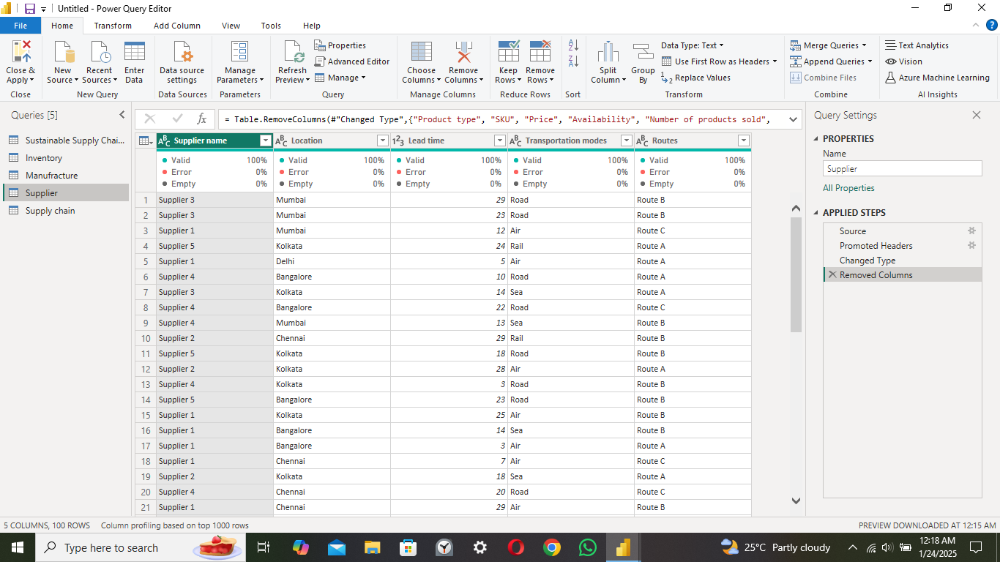 Untitled - Power Query Editor
File Home Transform Add Column View Tools Help
Close & Apply
New Source
Recent Sources
Enter Data
Data source settings
Manage Parameters
Refresh Preview
Properties
Advanced Editor
Manage
Choose Columns
Remove Columns
Keep Rows
Remove Rows
Split Column
Group By
Data Type: Text
Use First Row as Headers
Replace Values
Merge Queries
Append Queries
Combine Files
Text Analytics
Vision
Azure Machine Learning
Close New Query Data Sources Parameters Query Manage Columns Reduce Rows Sort Transform Combine AI Insights
Queries [5]
Sustainable Supply Chai...
Inventory
Manufracture
Supplier
Supply chain
= Table.RemoveColumns(#"Changed Type",{"Product type", "SKU", "Price", "Availability", "Number of products sold",
Supplier name Location Lead time Transportation modes Routes
Valid 100% Valid 100% Valid 100% Valid 100% Valid 100%
Error 0% Error 0% Error 0% Error 0% Error 0%
Empty 0% Empty 0% Empty 0% Empty 0% Empty 0%
1 Supplier 3 Mumbai 29 Road Route B
2 Supplier 3 Mumbai 23 Road Route B
3 Supplier 1 Mumbai 12 Air Route C
4 Supplier 5 Kolkata 24 Rail Route A
5 Supplier 1 Delhi 5 Air Route A
6 Supplier 4 Bangalore 10 Road Route A
7 Supplier 3 Kolkata 14 Sea Route A
8 Supplier 4 Bangalore 22 Road Route C
9 Supplier 4 Mumbai 13 Sea Route B
10 Supplier 2 Chennai 29 Rail Route B
11 Supplier 5 Kolkata 18 Road Route B
12 Supplier 2 Kolkata 28 Air Route A
13 Supplier 4 Kolkata 3 Road Route B
14 Supplier 5 Bangalore 23 Road Route B
15 Supplier 1 Kolkata 25 Air Route B
16 Supplier 1 Bangalore 14 Sea Route B
17 Supplier 1 Bangalore 3 Air Route A
18 Supplier 1 Chennai 7 Air Route C
19 Supplier 2 Kolkata 18 Sea Route A
20 Supplier 4 Chennai 20 Road Route C
21 Supplier 1 Chennai 29 Air Route B
Query Settings
PROPERTIES
Name
Supplier
All Properties
APPLIED STEPS
Source
Promoted Headers
Changed Type
Removed Columns
5 COLUMNS, 100 ROWS Column profiling based on top 1000 rows
PREVIEW DOWNLOADED AT 12:15 AM
Type here to search
25°C Partly cloudy
12:18 AM
1/24/2025